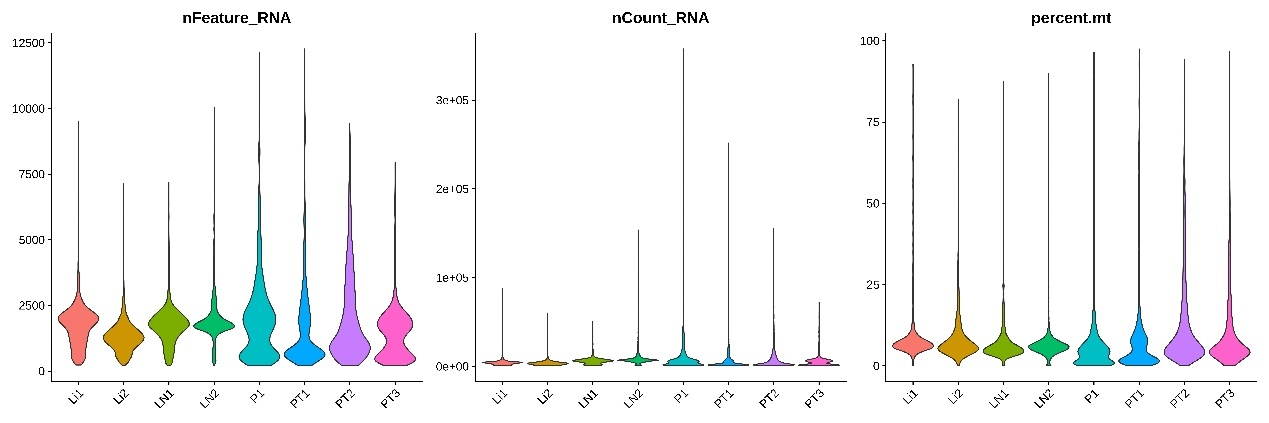 nFeature_RNA
12500
10000
7500
5000
2500
0
Li1 Li2 LN1 LN2 P1 PT1 PT2 PT3
nCount_RNA
3e+05
2e+05
1e+05
0e+00
Li1 Li2 LN1 LN2 P1 PT1 PT2 PT3
percent.mt
100
75
50
25
0
Li1 Li2 LN1 LN2 P1 PT1 PT2 PT3